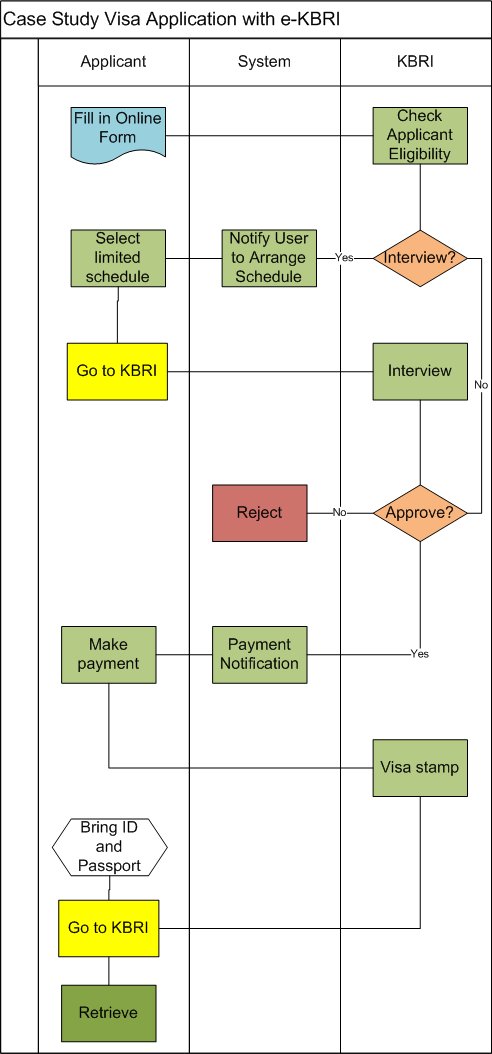 Case Study Visa Application with e-KBRI
Applicant
System
KBRI
Fill in Online
Form
Check
Applicant
Eligibility
Select
limited
schedule
Notify User
to Arrange
Schedule
Yes
Interview?
Go to KBRI
Interview
No
Reject
No
Approve?
Make
payment
Payment
Notification
Yes
Visa stamp
Bring ID
and
Passport
Go to KBRI
Retrieve